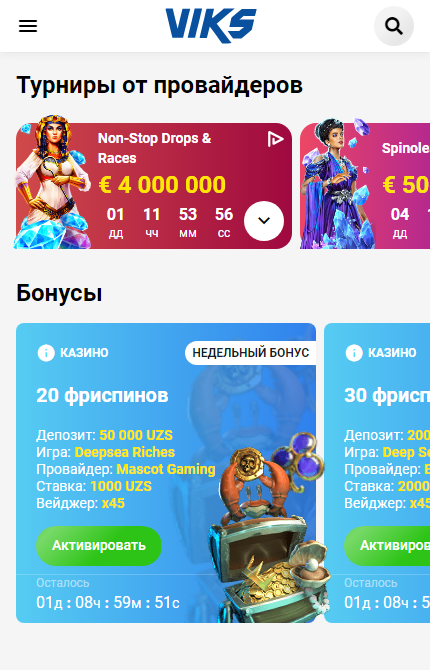 VIKS
Турниры от провайдеров
Non-Stop Drops &
Races
€ 4 000 000
01 11 53 56
ДД ЧЧ ММ СС
€ 50
04
ДД
Бонусы
КАЗИНО
НЕДЕЛЬНЫЙ БОНУС
20 фриспинов
Депозит: 50 000 UZS
Игра: Deepsea Riches
Провайдер: Mascot Gaming
Ставка: 1000 UZS
Вейджер: x45
Активировать
Осталось
01д : 08ч : 59м : 51с
КАЗИНО
30
Депозит: 200
Игра: Deep
Провайдер:
Ставка: 2000
Вейджер: x45
Осталось
01д : 08ч :